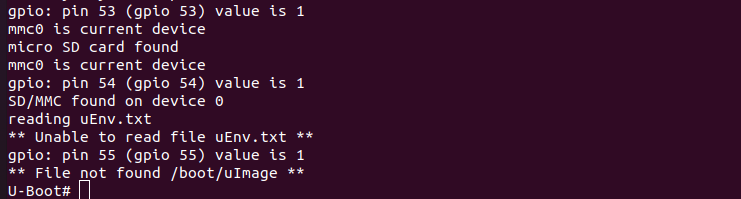 gpio: pin 53 (gpio 53) value is 1
mmc0 is current device
micro SD card found
mmc0 is current device
gpio: pin 54 (gpio 54) value is 1
SD/MMC found on device 0
reading uEnv.txt
** Unable to read file uEnv.txt **
gpio: pin 55 (gpio 55) value is 1
** File not found /boot/uImage **
U-Boot#